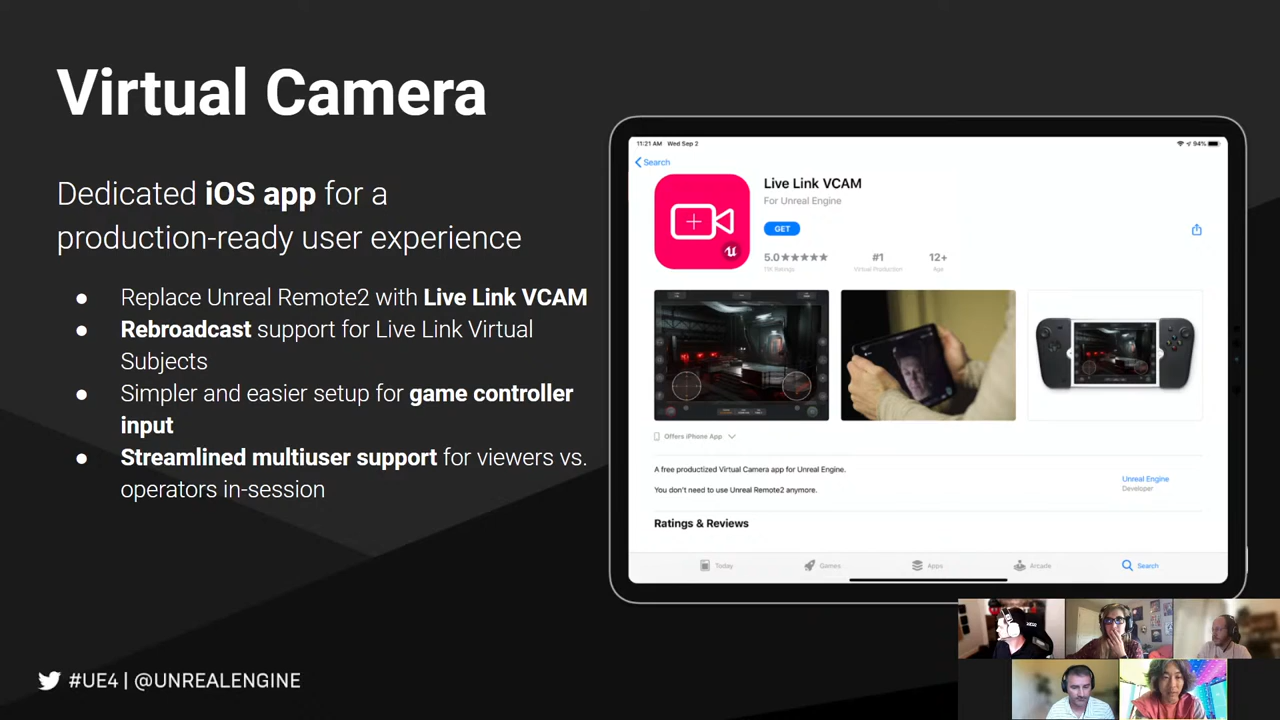 Virtual Camera
Dedicated iOS app for a
production-ready user experience
● Replace Unreal Remote2 with Live Link VCAM
● Rebroadcast support for Live Link Virtual
Subjects
● Simpler and easier setup for game controller
input
● Streamlined multiuser support for viewers vs.
operators in-session
11:21 AM Wed Sep 2
94%
Search
Live Link VCAM
For Unreal Engine
GET
5.0★★★★★ #1 12+
Ratings Virtual Production Age
Offers iPhone App
A free productized Virtual Camera app for Unreal Engine.
You don't need to use Unreal Remote2 anymore.
Unreal Engine
Developer
Ratings & Reviews
Today Games Apps Arcade Search
#UE4 | @UNREALENGINE